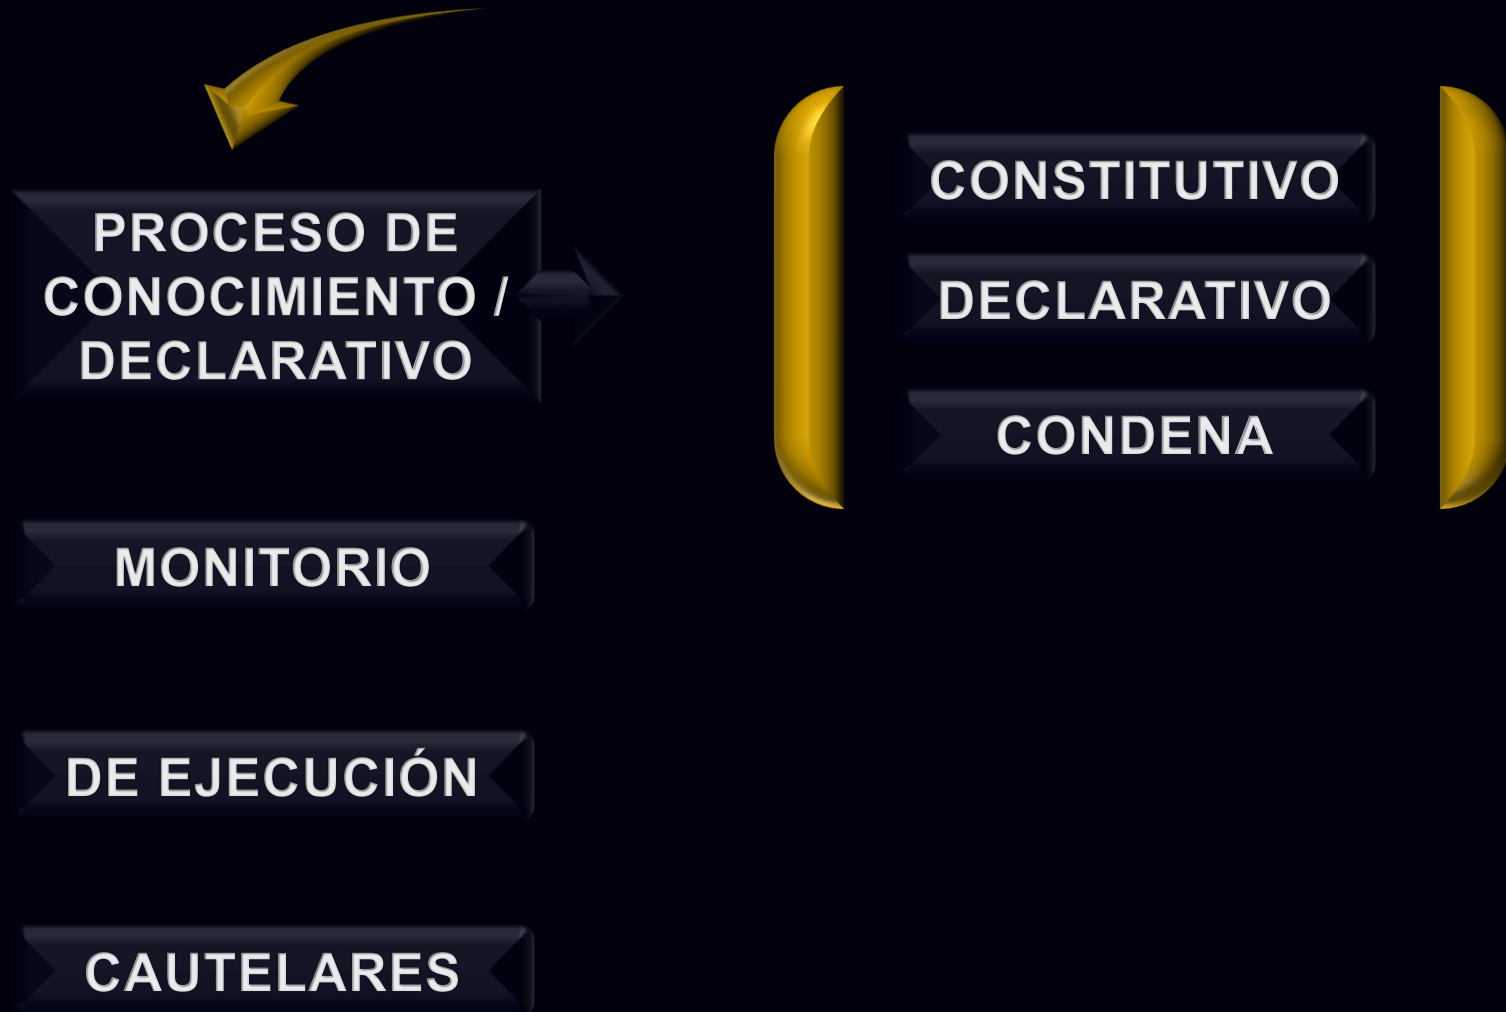 PROCESO DE
CONOCIMIENTO /
DECLARATIVO
CONSTITUTIVO
DECLARATIVO
CONDENA
MONITORIO
DE EJECUCIÓN
CAUTELARES